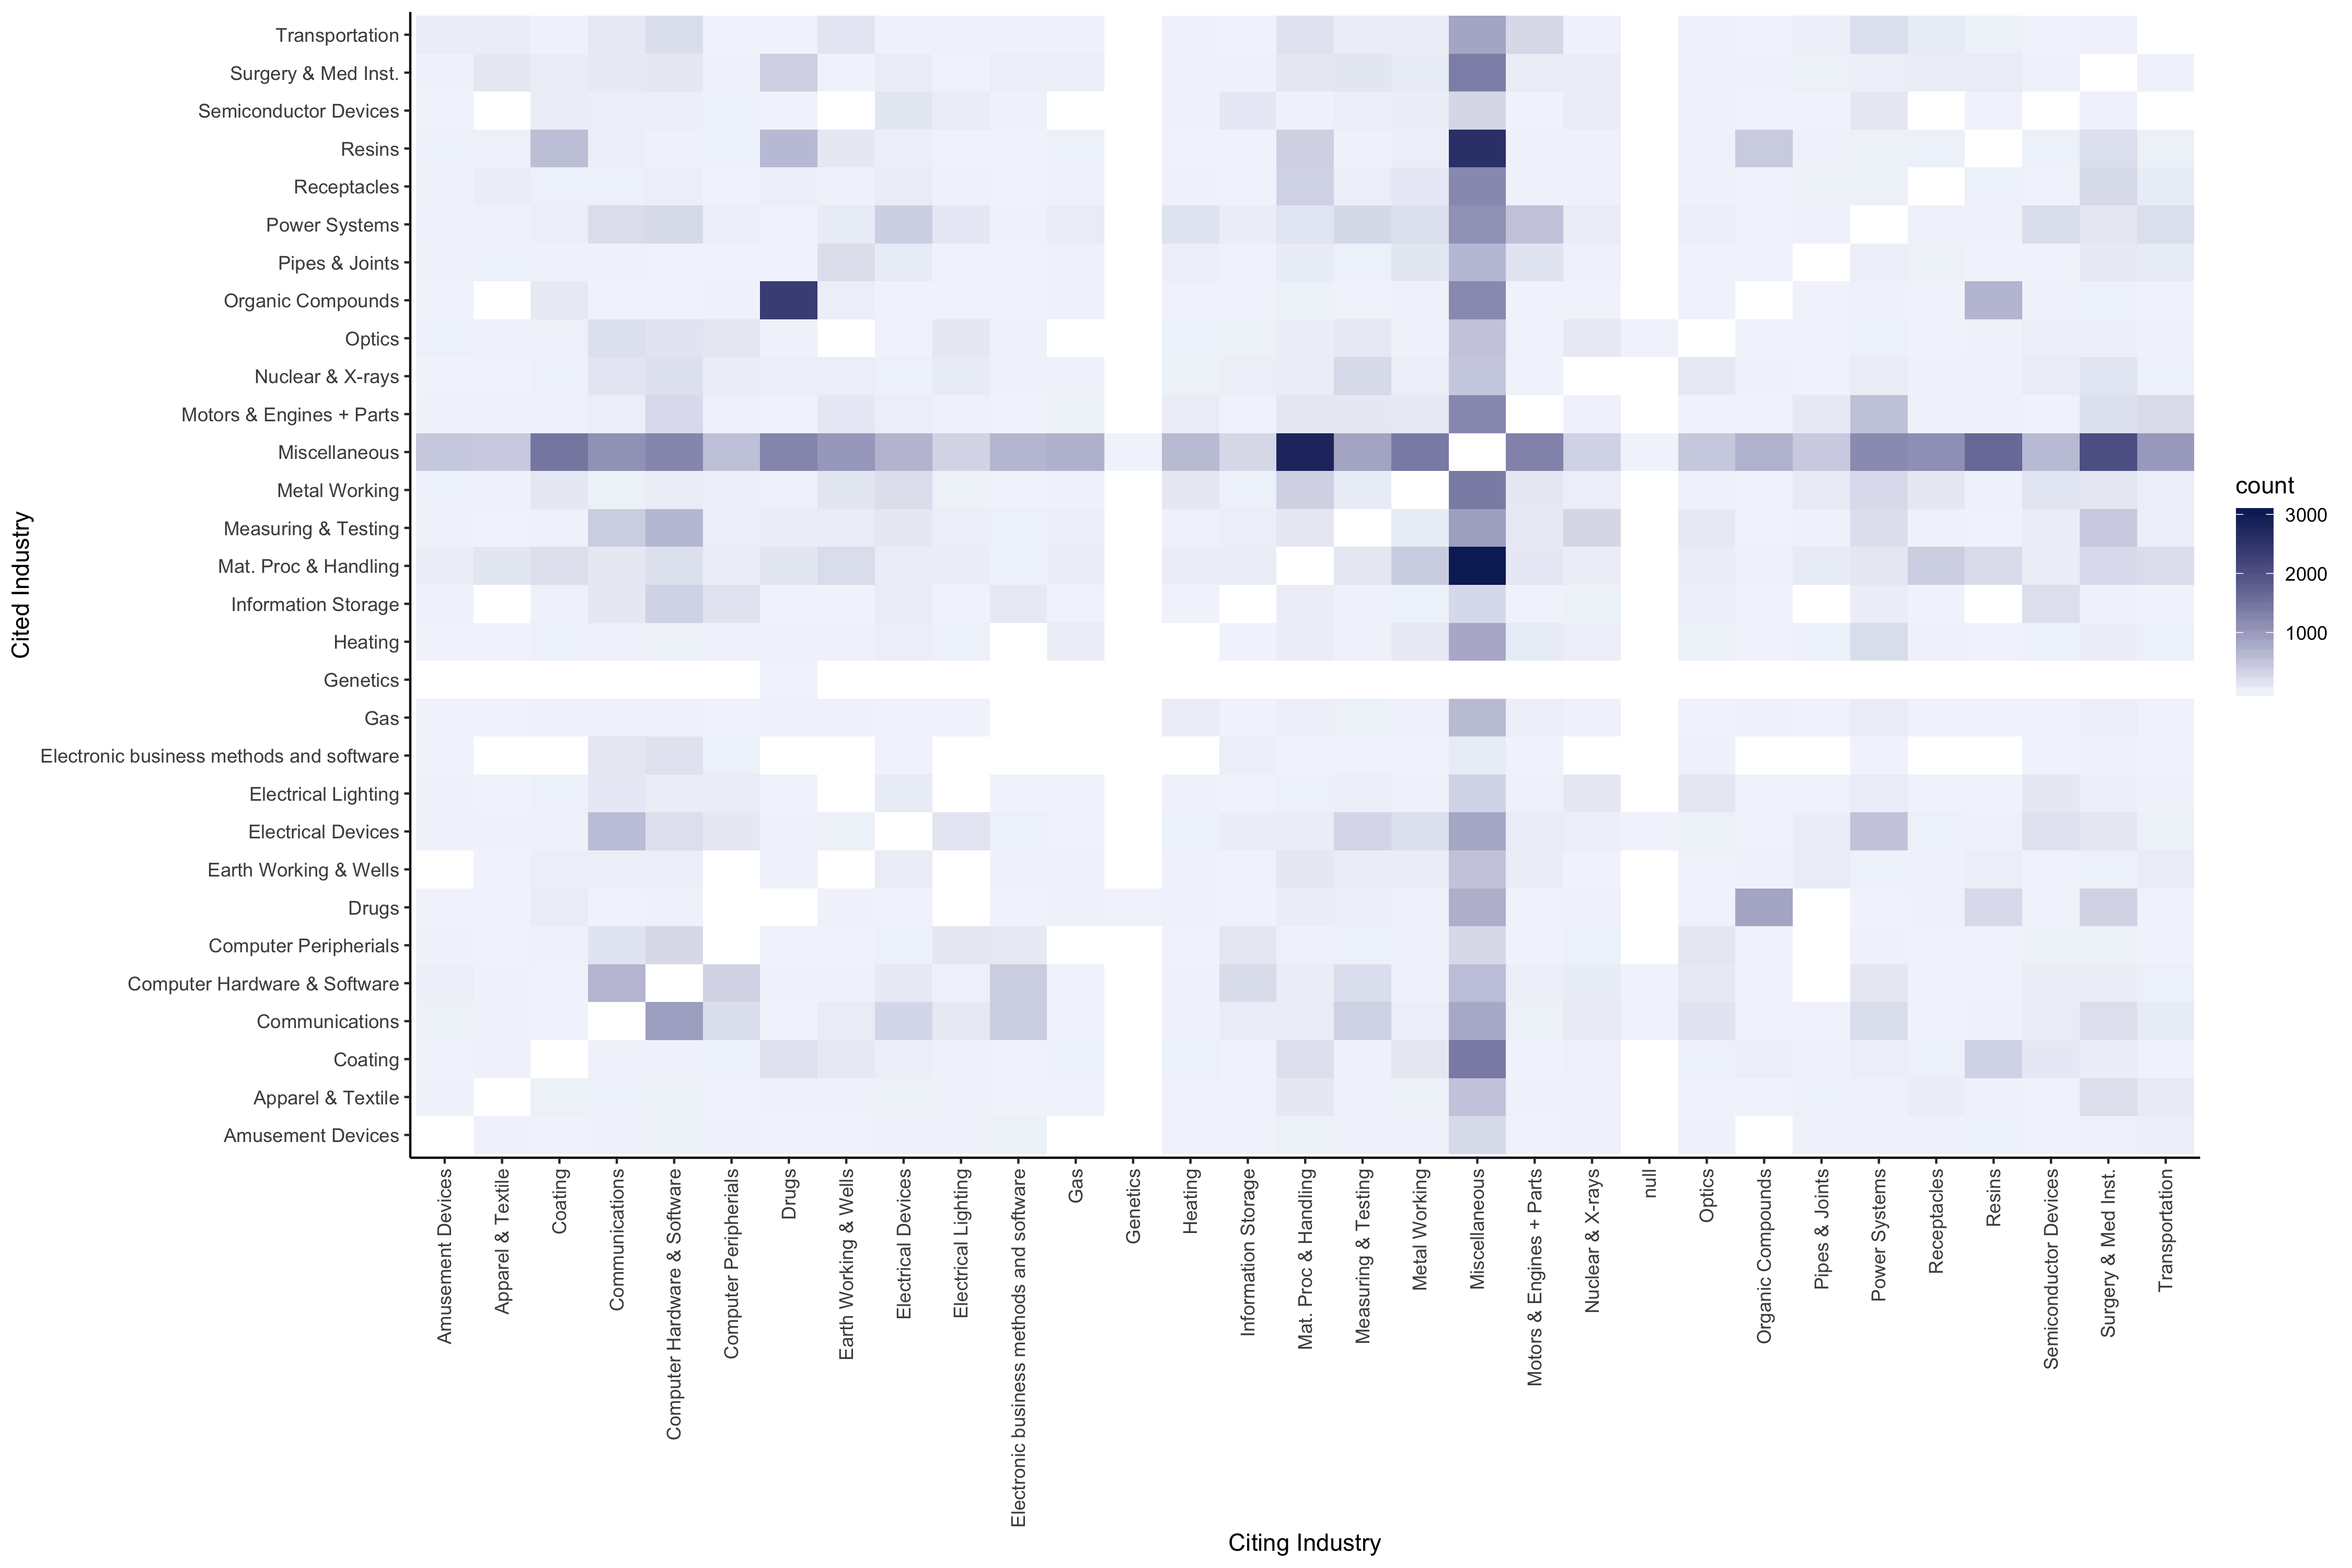 Transportation
Surgery & Med Inst.
Semiconductor Devices
Resins
Receptacles
Power Systems
Pipes & Joints
Organic Compounds
Optics
Nuclear & X-rays
Motors & Engines + Parts
Miscellaneous
Metal Working
Measuring & Testing
Mat. Proc & Handling
Information Storage
Heating
Genetics
Gas
Electronic business methods and software
Electrical Lighting
Electrical Devices
Earth Working & Wells
Drugs
Computer Peripherials
Computer Hardware & Software
Communications
Coating
Apparel & Textile
Amusement Devices
Cited Industry
Amusement Devices
Apparel & Textile
Coating
Communications
Computer Hardware & Software
Computer Peripherials
Drugs
Earth Working & Wells
Electrical Devices
Electrical Lighting
Electronic business methods and software
Gas
Genetics
Heating
Information Storage
Mat. Proc & Handling
Measuring & Testing
Metal Working
Miscellaneous
Motors & Engines + Parts
Nuclear & X-rays
null
Optics
Organic Compounds
Pipes & Joints
Power Systems
Receptacles
Resins
Semiconductor Devices
Surgery & Med Inst.
Transportation
Citing Industry
count
3000
2000
1000